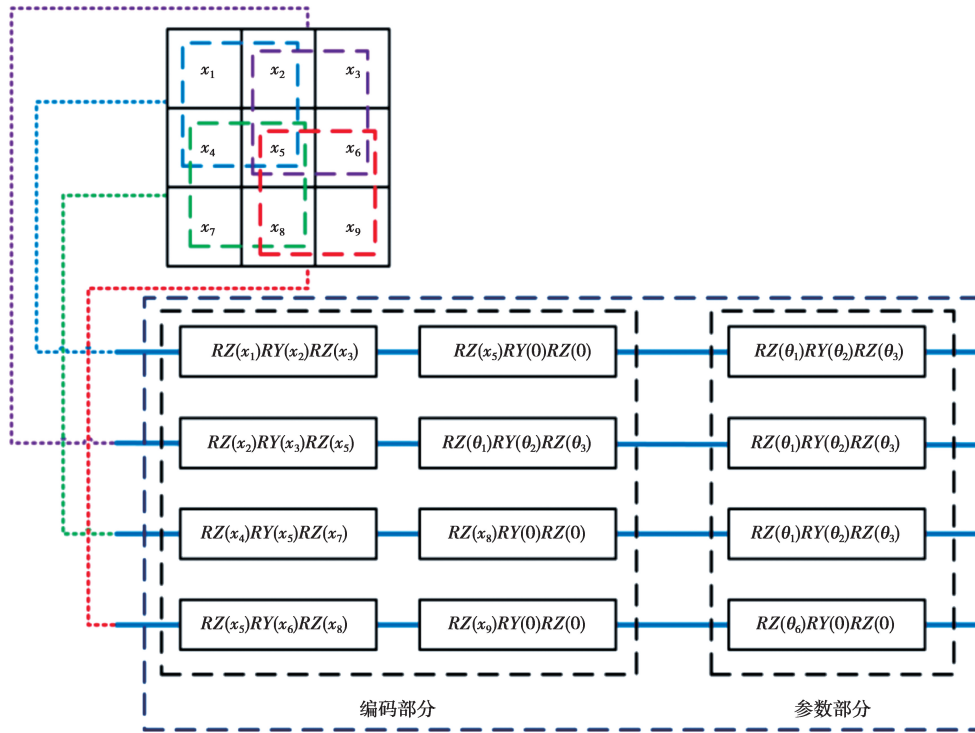 x₁ x₂ x₃
x₄ x₅ x₆
x₇ x₈ x₉
RZ(x₁)RY(x₂)RZ(x₃) RZ(x₅)RY(0)RZ(0) RZ(θ₁)RY(θ₂)RZ(θ₃)
RZ(x₂)RY(x₃)RZ(x₅) RZ(θ₁)RY(θ₂)RZ(θ₃) RZ(θ₁)RY(θ₂)RZ(θ₃)
RZ(x₄)RY(x₅)RZ(x₇) RZ(x₈)RY(0)RZ(0) RZ(θ₁)RY(θ₂)RZ(θ₃)
RZ(x₅)RY(x₆)RZ(x₈) RZ(x₉)RY(0)RZ(0) RZ(θ₆)RY(0)RZ(0)
编码部分 参数部分